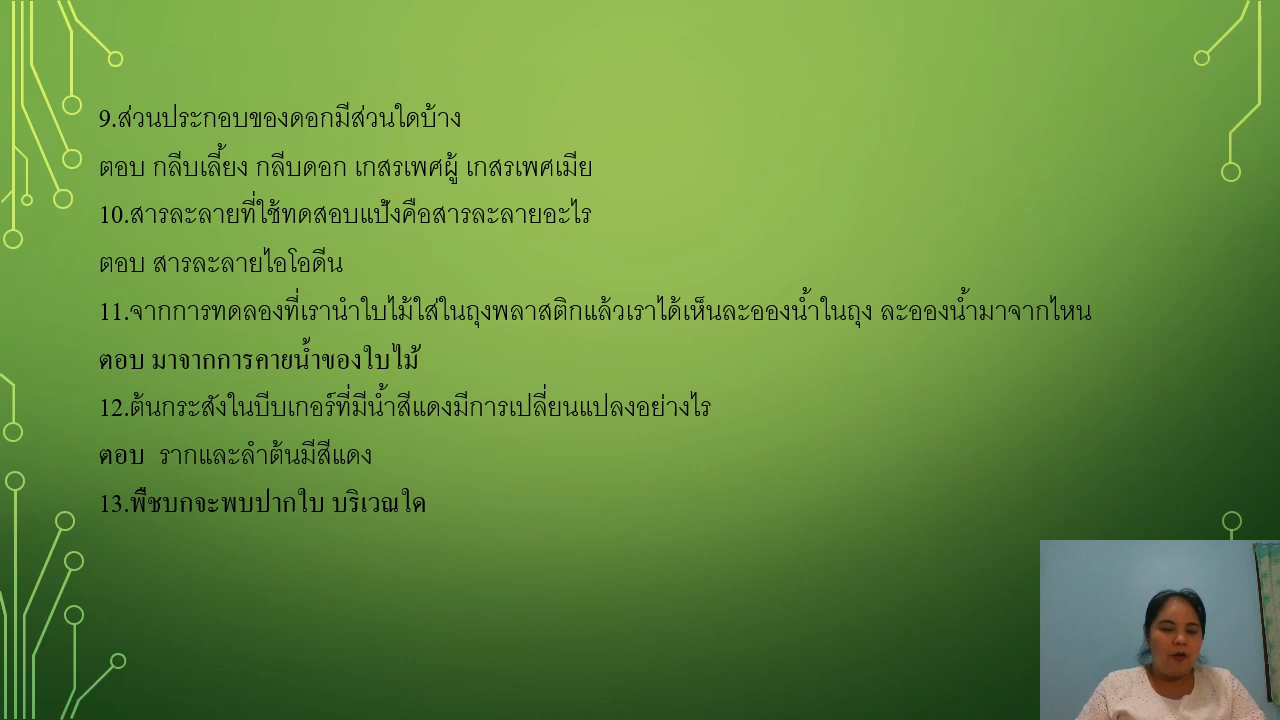 9.ส่วนประกอบของดอกมีส่วนใดบ้าง
ตอบ กลีบเลี้ยง กลีบดอก เกสรเพศผู้ เกสรเพศเมีย
10.สารละลายที่ใช้ทดสอบแป้งคือสารละลายอะไร
ตอบ สารละลายไอโอดีน
11.จากการทดลองที่เรานำใบไม้ใส่ในถุงพลาสติกแล้วเราได้เห็นละอองน้ำในถุง ละอองน้ำมาจากไหน
ตอบ มาจากการคายน้ำของใบไม้
12.ต้นกระสังในบีบเกอร์ที่มีน้ำสีแดงมีการเปลี่ยนแปลงอย่างไร
ตอบ  รากและลำต้นมีสีแดง
13.พืชบกจะพบปากใบ บริเวณใด